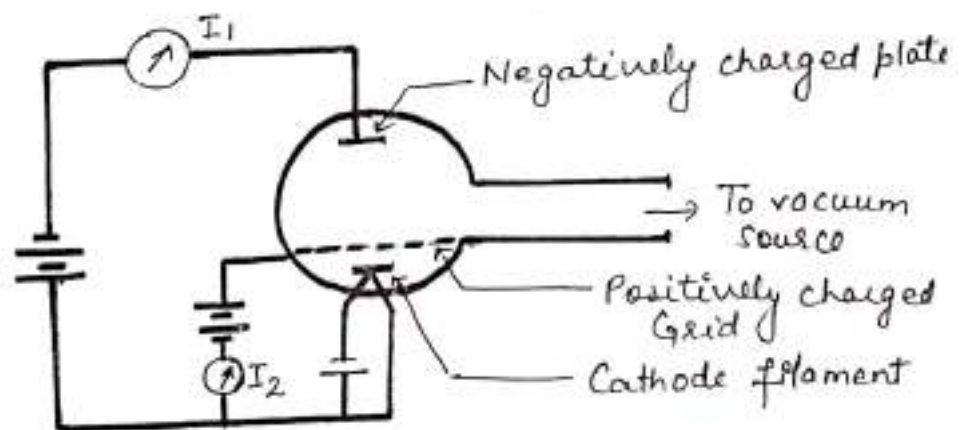 I1
Negatively charged plate
To vacuum
source
Positively charged
Grid
I2
Cathode filament